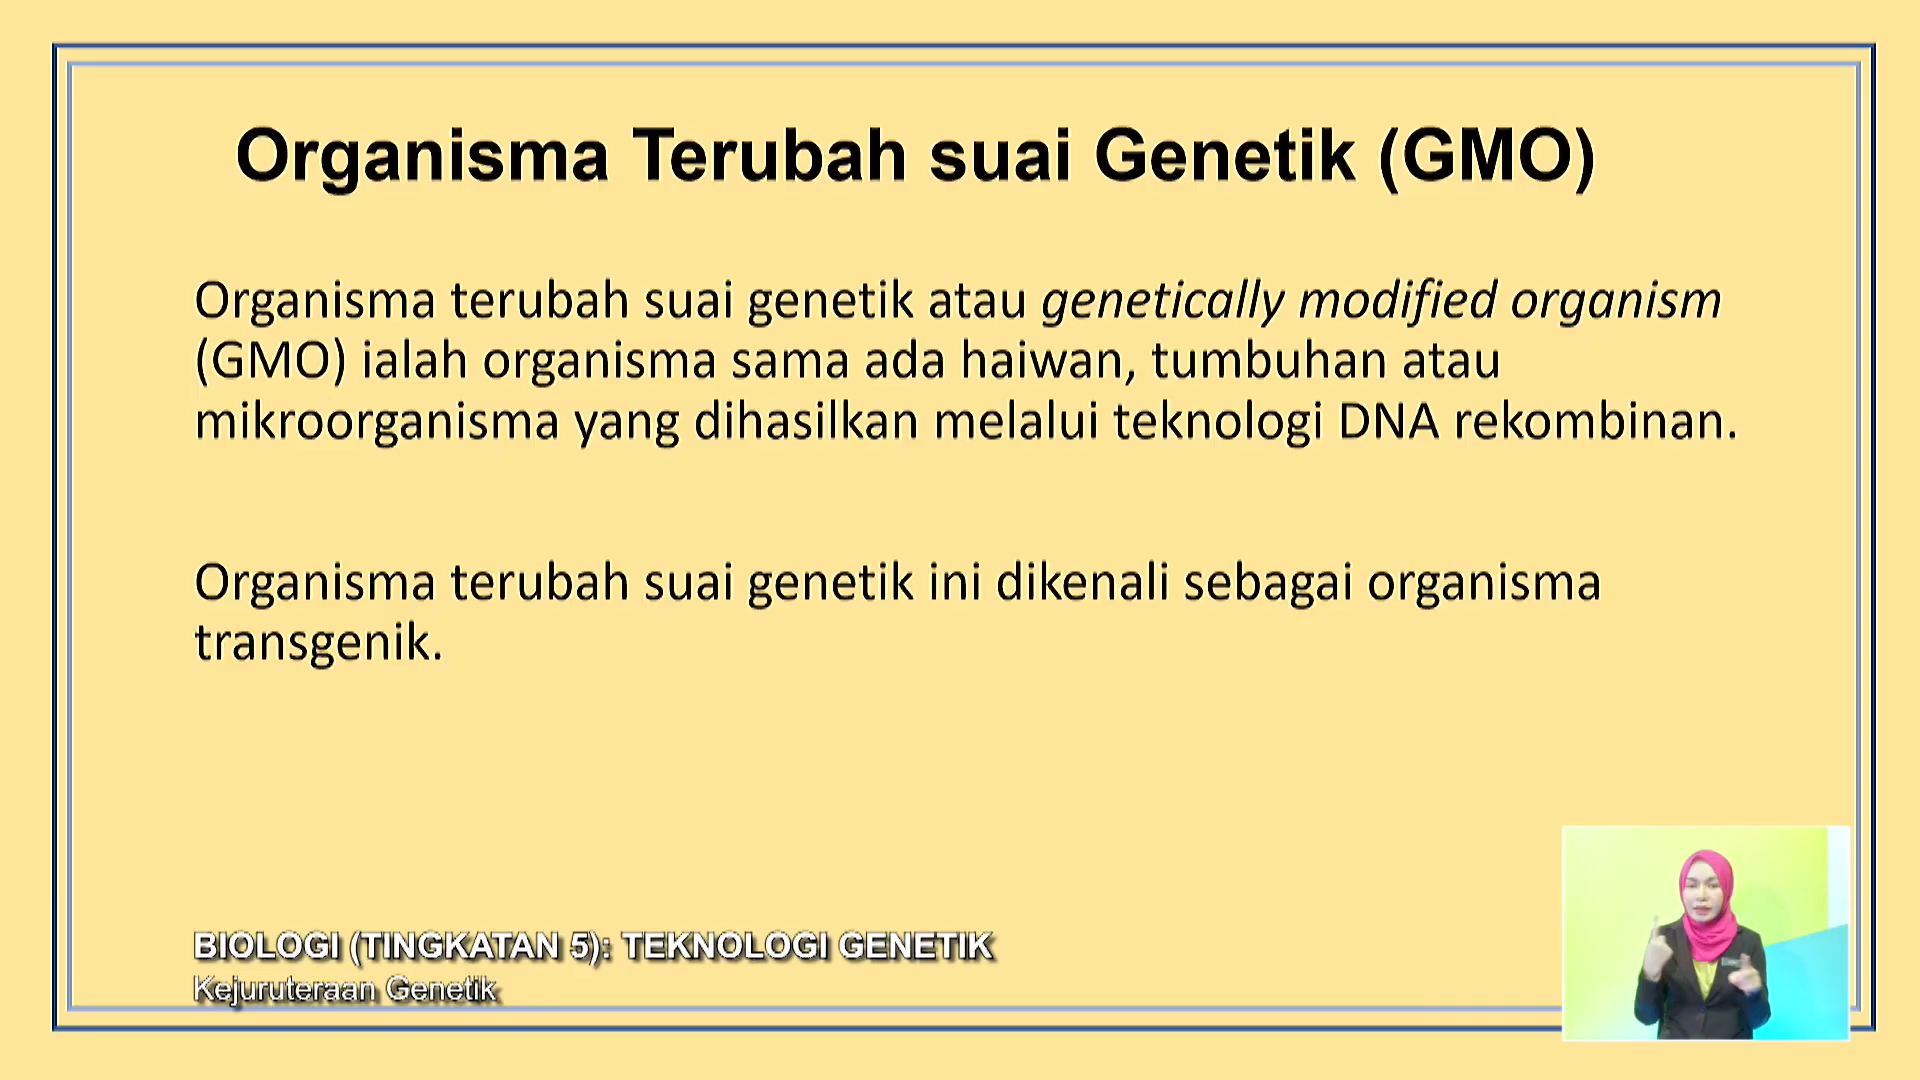 Organisma Terubah suai Genetik (GMO)
Organisma terubah suai genetik atau genetically modified organism
(GMO) ialah organisma sama ada haiwan, tumbuhan atau
mikroorganisma yang dihasilkan melalui teknologi DNA rekombinan.
Organisma terubah suai genetik ini dikenali sebagai organisma
transgenik.
BIOLOGI (TINGKATAN 5): TEKNOLOGI GENETIK
Kejuruteraan Genetik